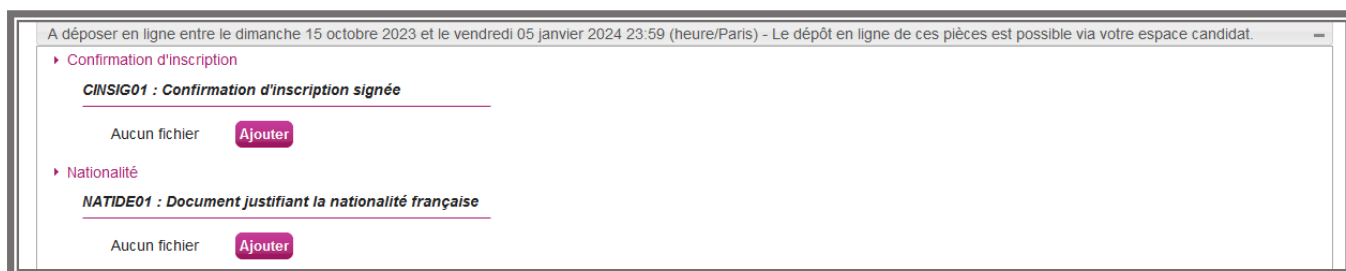 A déposer en ligne entre le dimanche 15 octobre 2023 et le vendredi 05 janvier 2024 23:59 (heure/Paris) - Le dépôt en ligne de ces pièces est possible via votre espace candidat.
Confirmation d'inscription
CINSIG01 : Confirmation d'inscription signée
Aucun fichier Ajouter
Nationalité
NATIDE01 : Document justifiant la nationalité française
Aucun fichier Ajouter